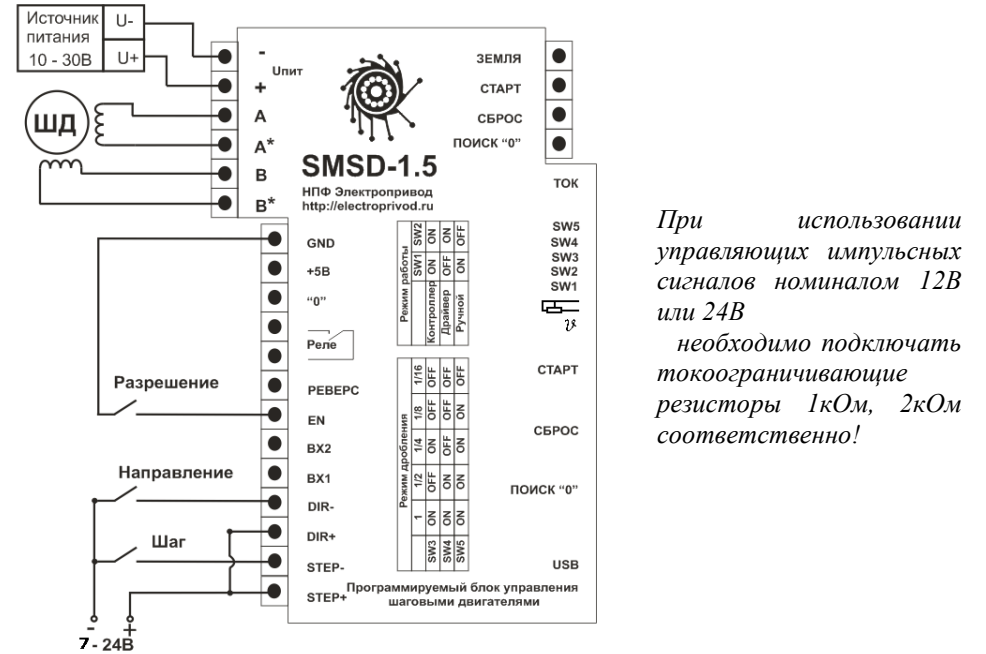 Источник
питания
10 - 30В
U-
U+
ШД
-
+
A
A*
B
B*
Uпит
SMSD-1.5
НПФ Электропривод
http://electroprivod.ru
ЗЕМЛЯ
СТАРТ
СБРОС
ПОИСК “0”
ТОК
SW5
SW4
SW3
SW2
SW1
ϑ
СТАРТ
СБРОС
ПОИСК “0”
USB
GND
+5В
“0”
Реле
РЕВЕРС
EN
ВХ2
ВХ1
DIR-
DIR+
STEP-
STEP+
Режим работы
SW1 SW2
Контроллер ON ON
Драйвер OFF ON
Ручной ON OFF
Режим дробления
1 1/2 1/4 1/8 1/16
SW3 ON OFF ON OFF OFF
SW4 ON ON OFF OFF OFF
SW5 ON ON ON ON OFF
Программируемый блок управления
шаговыми двигателями
Разрешение
Направление
Шаг
- +
7 - 24В
При использовании
управляющих импульсных
сигналов номиналом 12В
или 24В
необходимо подключать
токоограничивающие
резисторы 1кОм, 2кОм
соответственно!